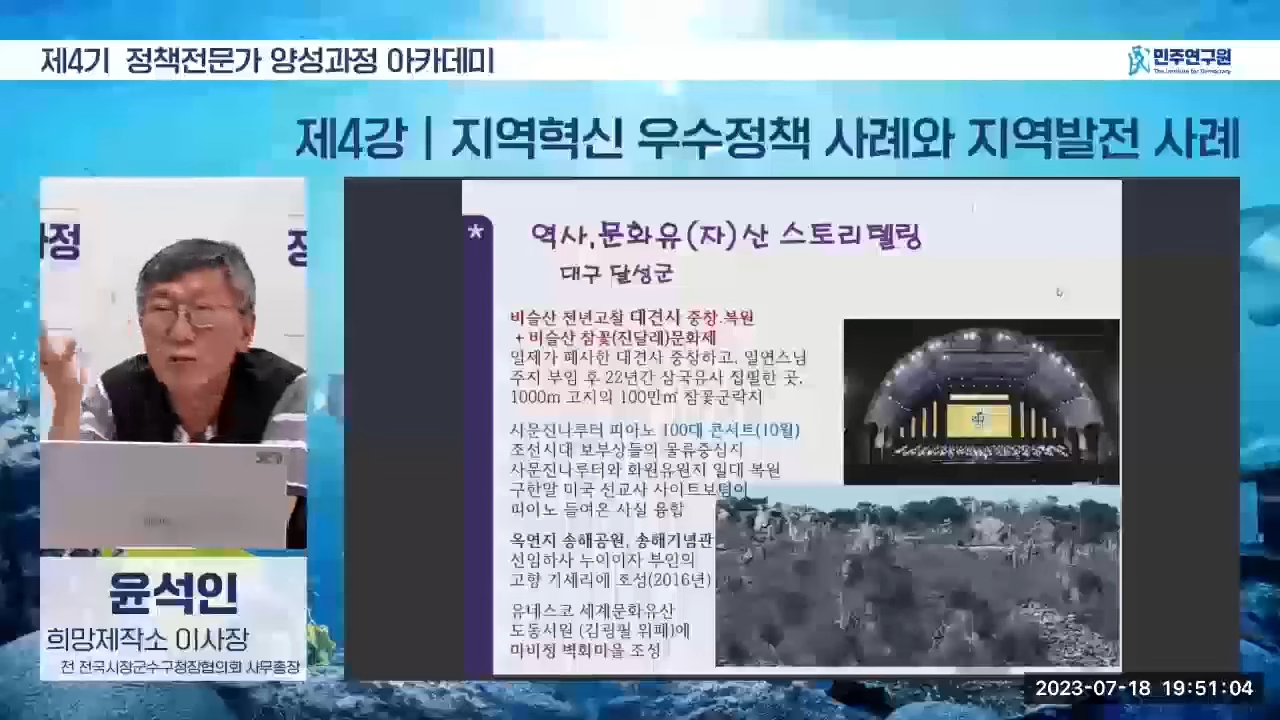 제4기 정책전문가 양성과정 아카데미
민주연구원
The Institute for Democracy
제4강 | 지역혁신 우수정책 사례와 지역발전 사례
*
역사,문화유(자)산 스토리텔링
대구 달성군
비슬산 천년고찰 대견사 중창.복원
+ 비슬산 참꽃(진달래)문화제
일제가 폐사한 대견사 중창하고, 일연스님
주지 부임 후 22년간 삼국유사 집필한 곳.
1000m 고지의 100만㎡ 참꽃군락지
사문진나루터 피아노 100대 콘서트(10월)
조선시대 보부상들의 물류중심지
사문진나루터와 화원유원지 일대 복원
구한말 미국 선교사 사이트보텀이
피아노 들여온 사실 융합
옥연지 송해공원, 송해기념관
선임하사 누이이자 부인의
고향 기세리에 조성(2016년)
유네스코 세계문화유산
도동서원 (김굉필 위패)에
마비정 벽화마을 조성
윤석인
희망제작소 이사장
전 전국시장군수구청장협의회 사무총장
2023-07-18 19:51:04